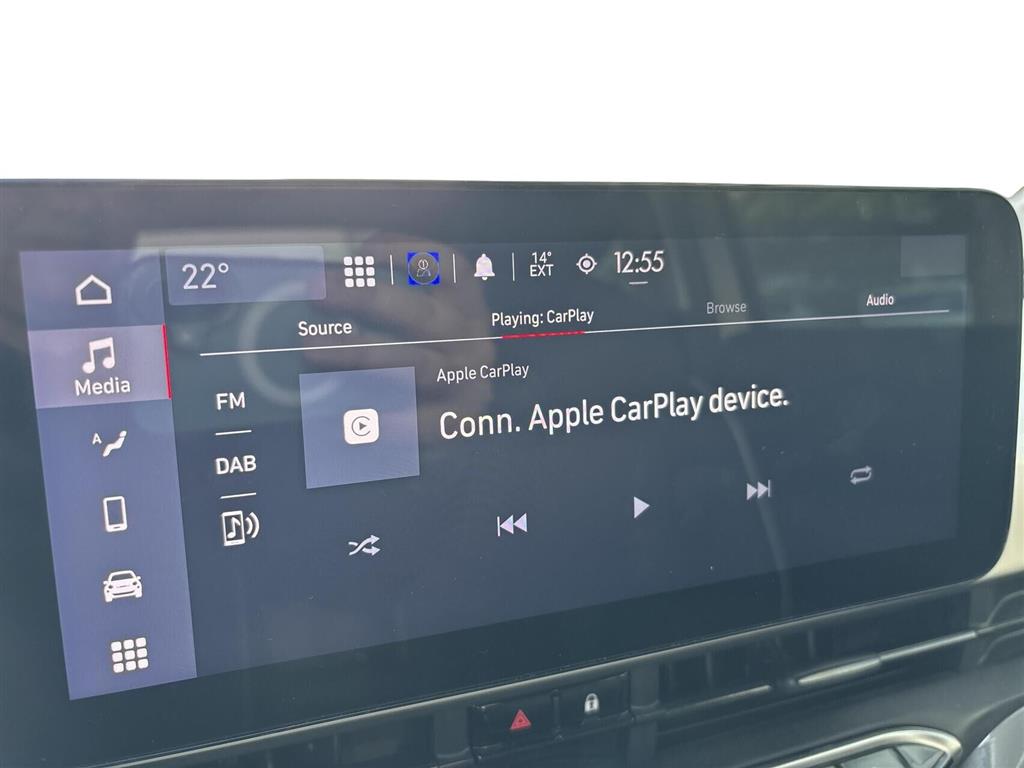 22°
14°
EXT
12:55
Source
Playing: CarPlay
Browse
Audio
Media
FM
DAB
Apple CarPlay
Conn. Apple CarPlay device.
A